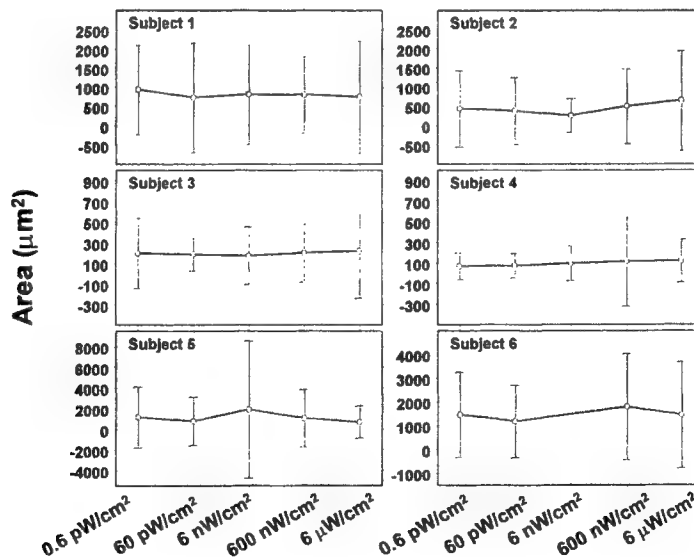 Subject 1
2500
2000
1500
1000
500
0
-500
Subject 2
2500
2000
1500
1000
500
0
-500
Subject 3
900
700
500
300
100
-100
-300
Subject 4
900
700
500
300
100
-100
-300
Subject 5
8000
6000
4000
2000
0
-2000
-4000
Subject 6
4000
3000
2000
1000
0
-1000
Area (μm²)
0.6 pW/cm²
60 pW/cm²
6 nW/cm²
600 nW/cm²
6 μW/cm²
0.6 pW/cm²
60 pW/cm²
6 nW/cm²
600 nW/cm²
6 μW/cm²